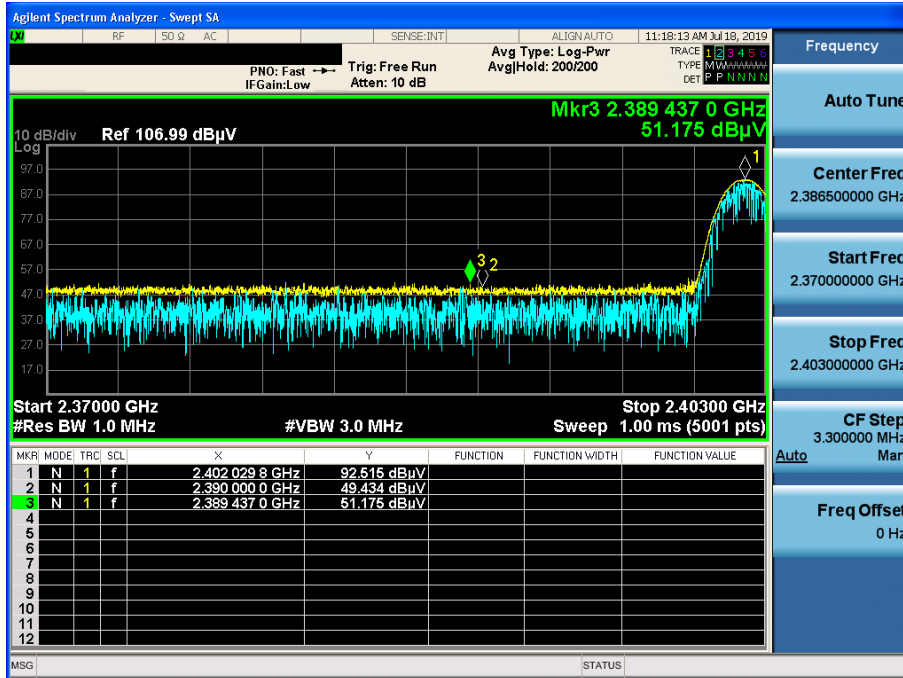 Agilent Spectrum Analyzer - Swept SA
LXI RF 50 Ω AC SENSE:INT ALIGN AUTO 11:18:13 AM Jul 18, 2019
PNO: Fast
IFGain:Low
Trig: Free Run
Atten: 10 dB
Avg Type: Log-Pwr
Avg|Hold: 200/200
TRACE 1 2 3 4 5 6
TYPE M W W W W W
DET P P N N N N
Mkr3 2.389 437 0 GHz
51.175 dBµV
10 dB/div Ref 106.99 dBµV
Log
97.0
87.0
77.0
67.0
57.0
47.0
37.0
27.0
17.0
1
3 2
Start 2.37000 GHz Stop 2.40300 GHz
#Res BW 1.0 MHz #VBW 3.0 MHz Sweep 1.00 ms (5001 pts)
MKR MODE TRC SCL X Y FUNCTION FUNCTION WIDTH FUNCTION VALUE
1 N 1 f 2.402 029 8 GHz 92.515 dBµV
2 N 1 f 2.390 000 0 GHz 49.434 dBµV
3 N 1 f 2.389 437 0 GHz 51.175 dBµV
4
5
6
7
8
9
10
11
12
MSG STATUS
Frequency
Auto Tune
Center Freq
2.386500000 GHz
Start Freq
2.370000000 GHz
Stop Freq
2.403000000 GHz
CF Step
3.300000 MHz
Auto Man
Freq Offset
0 Hz